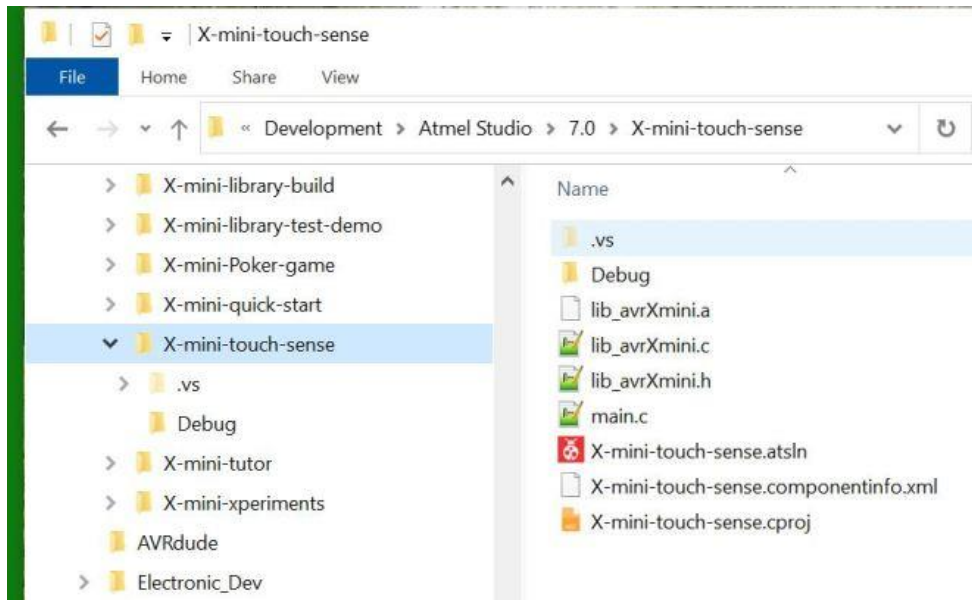 X-mini-touch-sense
File Home Share View
« Development > Atmel Studio > 7.0 > X-mini-touch-sense
X-mini-library-build
X-mini-library-test-demo
X-mini-Poker-game
X-mini-quick-start
X-mini-touch-sense
.vs
Debug
X-mini-tutor
X-mini-xperiments
AVRdude
Electronic_Dev
Name
.vs
Debug
lib_avrXmini.a
lib_avrXmini.c
lib_avrXmini.h
main.c
X-mini-touch-sense.atsln
X-mini-touch-sense.componentinfo.xml
X-mini-touch-sense.cproj